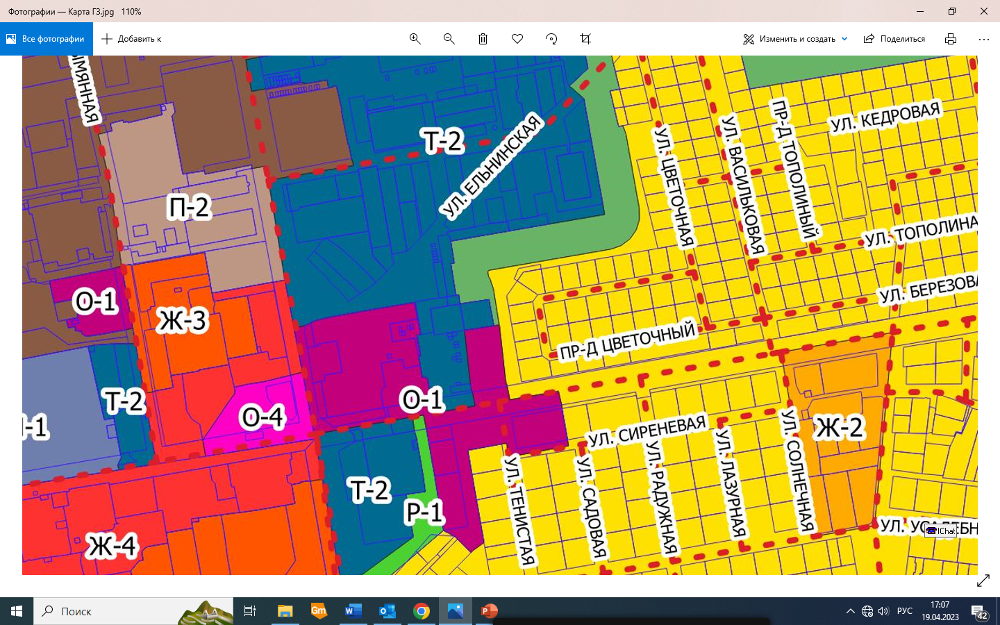 Фотографии — Карта Г3.jpg 110%
Все фотографии
Добавить к
Изменить и создать
Поделиться
УЛ. КЕДРОВАЯ
ПР-Д ТОПОЛИНЫЙ
УЛ. ВАСИЛЬКОВАЯ
УЛ. ЦВЕТОЧНАЯ
Т-2
УЛ. ЕЛЬНИНСКАЯ
П-2
О-1
Ж-3
ПР-Д ЦВЕТОЧНЫЙ
Т-2
О-4
О-1
УЛ. СИРЕНЕВАЯ
Ж-2
Т-2
Р-1
УЛ. ТЕНИСТАЯ
УЛ. САДОВАЯ
УЛ. РАДУЖНАЯ
УЛ. ЛАЗУРНАЯ
УЛ. СОЛНЕЧНАЯ
Ж-4
УЛ. ТОПОЛИНА
УЛ. БЕРЕЗОВА
IChat
Поиск
Gm
РУС
17:07
19.04.2023
42